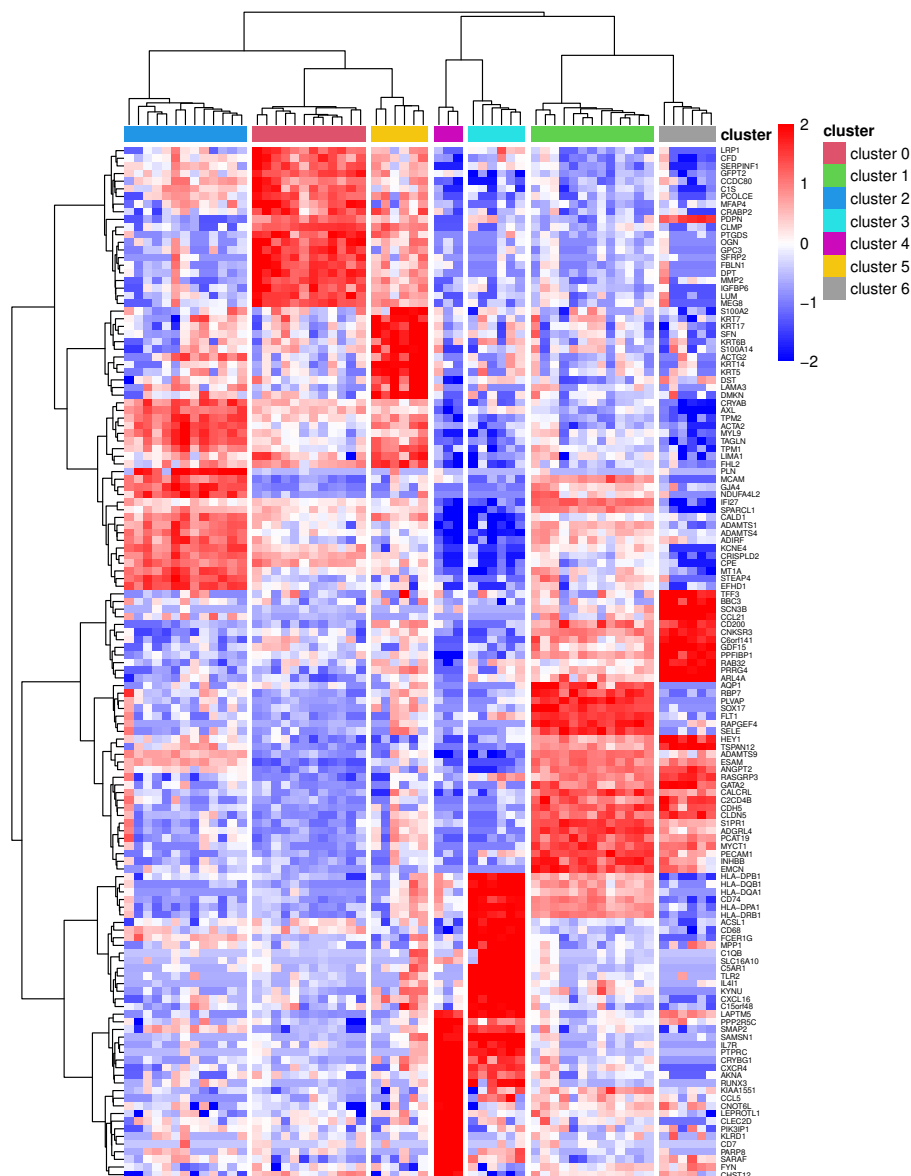 cluster
2
1
0
−1
−2
cluster
cluster 0
cluster 1
cluster 2
cluster 3
cluster 4
cluster 5
cluster 6
LRP1
CFD
SERPINF1
GFPT2
CCDC80
C1S
PCOLCE
MFAP4
CRABP2
PDPN
CLMP
PTGDS
OGN
GPC3
SFRP2
FBLN1
DPT
MMP2
IGFBP6
LUM
MEG8
S100A2
KRT7
KRT17
SFN
KRT6B
S100A14
ACTG2
KRT14
KRT5
DST
LAMA3
DMKN
CRYAB
AXL
TPM2
ACTA2
MYL9
TAGLN
TPM1
LIMA1
FHL2
PLN
MCAM
GJA4
NDUFA4L2
IFI27
SPARCL1
CALD1
ADAMTS1
ADAMTS4
ADIRF
KCNE4
CRISPLD2
CPE
MT1A
STEAP4
EFHD1
TFF3
BBC3
SCN3B
CCL21
CD200
CNKSR3
C6orf141
GDF15
PPFIBP1
RAB32
PRRG4
ARL4A
AQP1
RBP7
PLVAP
SOX17
FLT1
RAPGEF4
SELE
HEY1
TSPAN12
ADAMTS9
ESAM
ANGPT2
RASGRP3
GATA2
CALCRL
C2CD4B
CDH5
CLDN5
S1PR1
ADGRL4
PCAT19
MYCT1
PECAM1
INHBB
EMCN
HLA−DPB1
HLA−DQB1
HLA−DQA1
CD74
HLA−DPA1
HLA−DRB1
ACSL1
CD68
FCER1G
MPP1
C1QB
SLC16A10
C5AR1
TLR2
IL4I1
KYNU
CXCL16
C15orf48
LAPTM5
PPP2R5C
SMAP2
SAMSN1
IL7R
PTPRC
CRYBG1
CXCR4
AKNA
RUNX3
KIAA1551
CCL5
CNOT6L
LEPROTL1
CLEC2D
PIK3IP1
KLRD1
CD7
PARP8
SARAF
FYN
CHST12